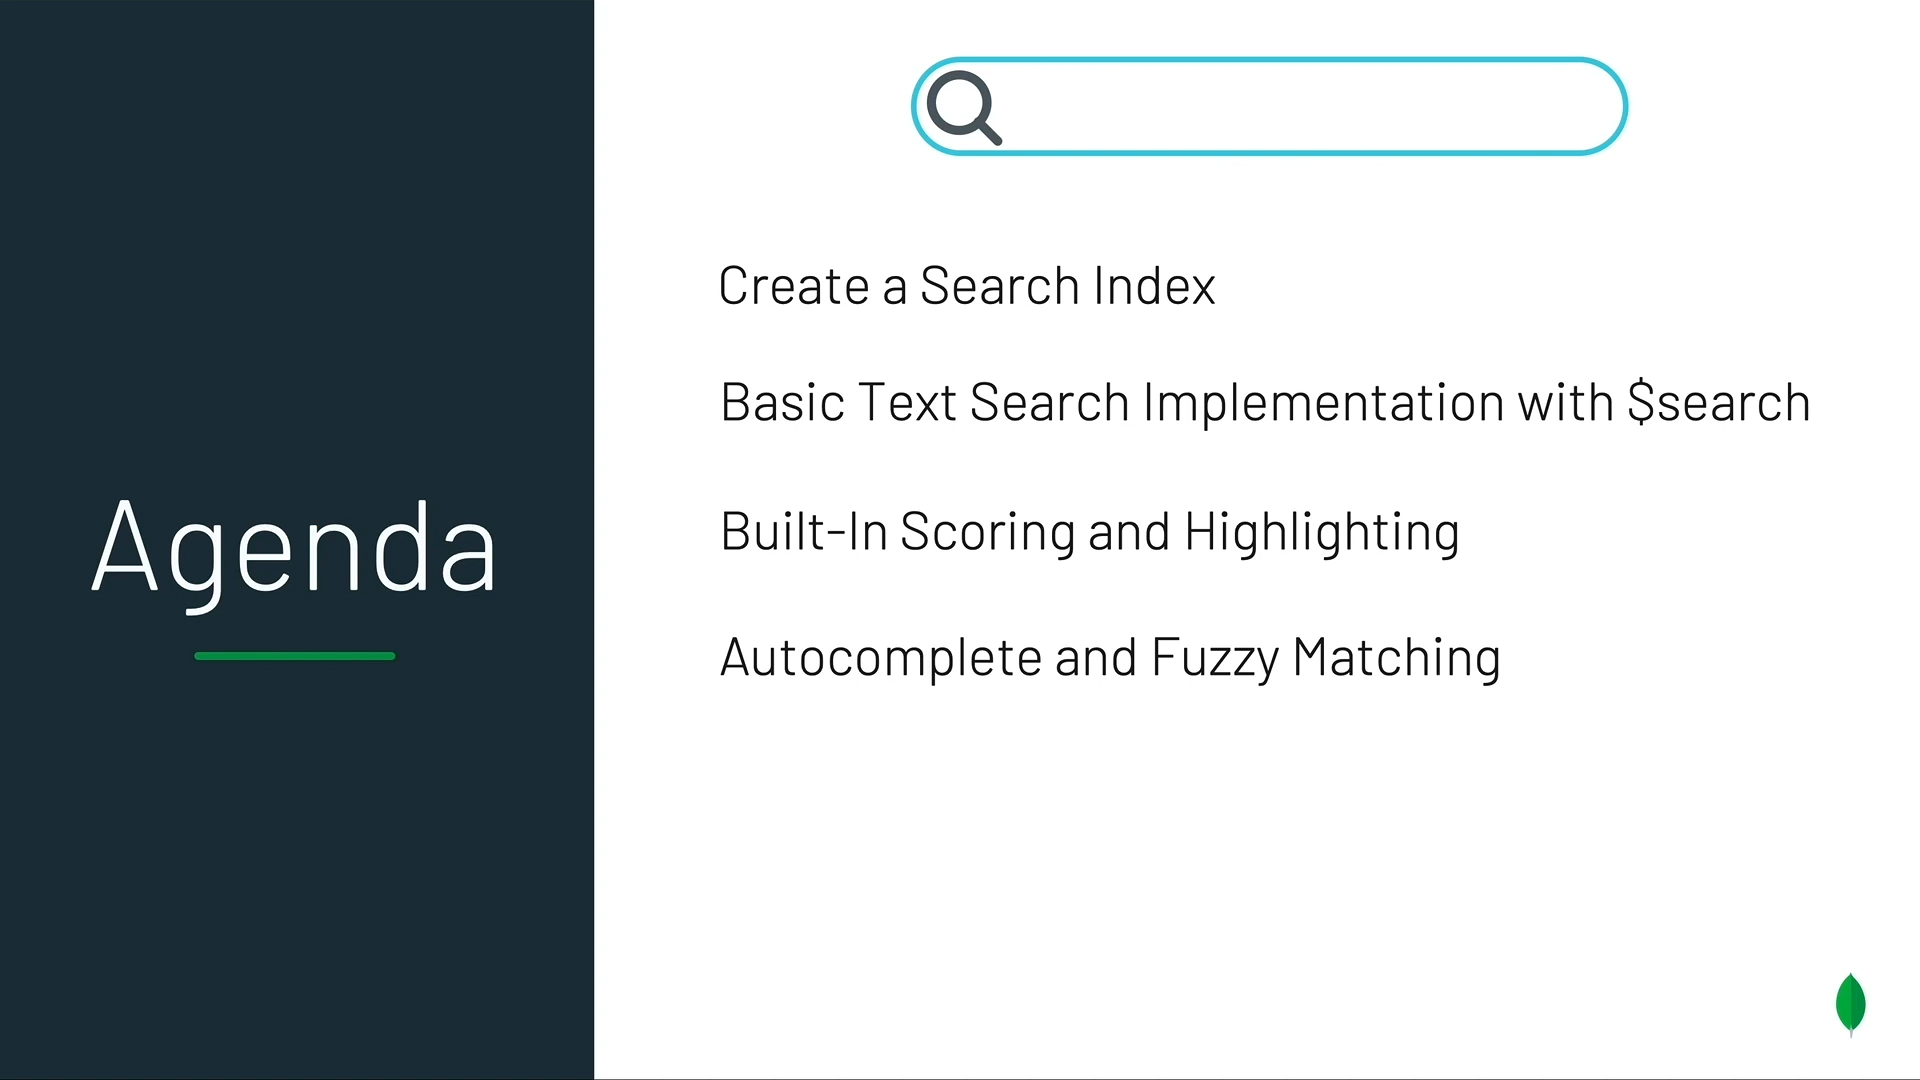 Agenda
Create a Search Index
Basic Text Search Implementation with $search
Built-In Scoring and Highlighting
Autocomplete and Fuzzy Matching